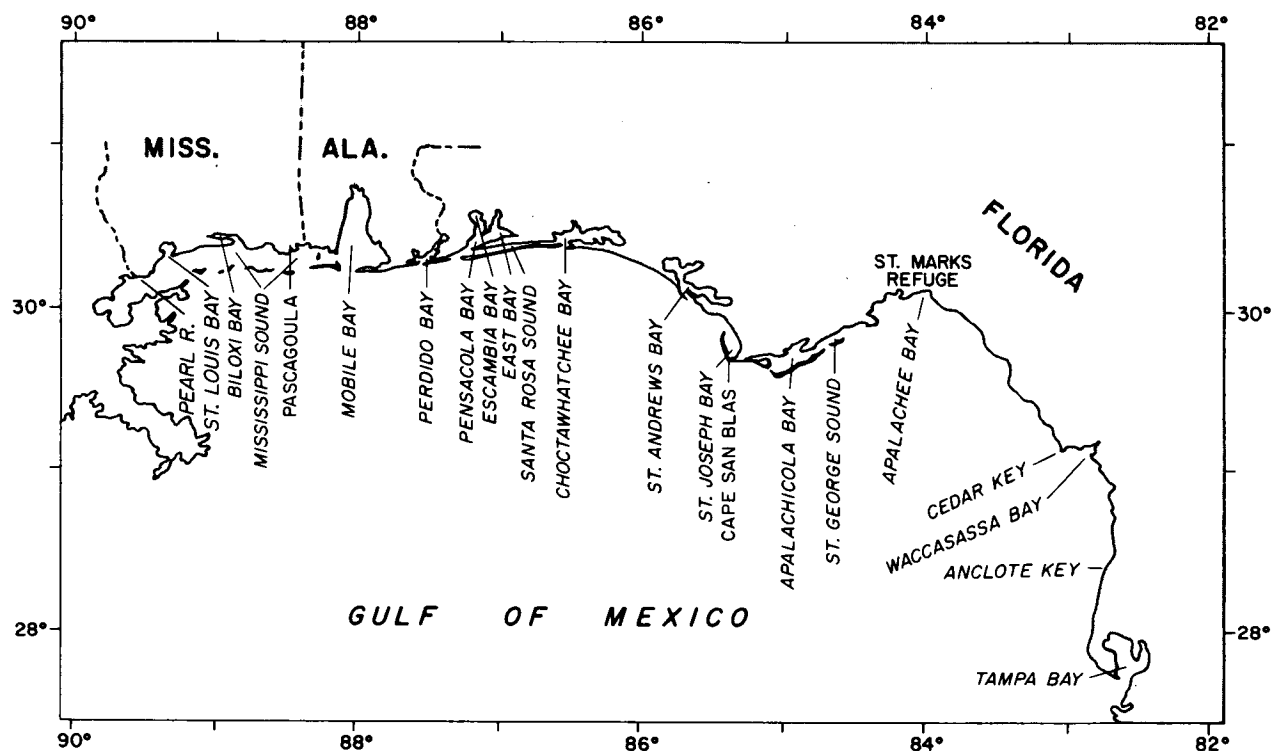 90°
88°
86°
84°
82°
MISS.
ALA.
FLORIDA
ST. MARKS
REFUGE
30°
30°
PEARL R.
ST. LOUIS BAY
BILOXI BAY
MISSISSIPPI SOUND
PASCAGOULA
MOBILE BAY
PERDIDO BAY
PENSACOLA BAY
ESCAMBIA BAY
EAST BAY
SANTA ROSA SOUND
CHOCTAWHATCHEE BAY
ST. ANDREWS BAY
ST. JOSEPH BAY
CAPE SAN BLAS
APALACHICOLA BAY
ST. GEORGE SOUND
APALACHEE BAY
CEDAR KEY
WACCASASSA BAY
ANCLOTE KEY
GULF OF MEXICO
28°
28°
TAMPA BAY
90°
88°
86°
84°
82°